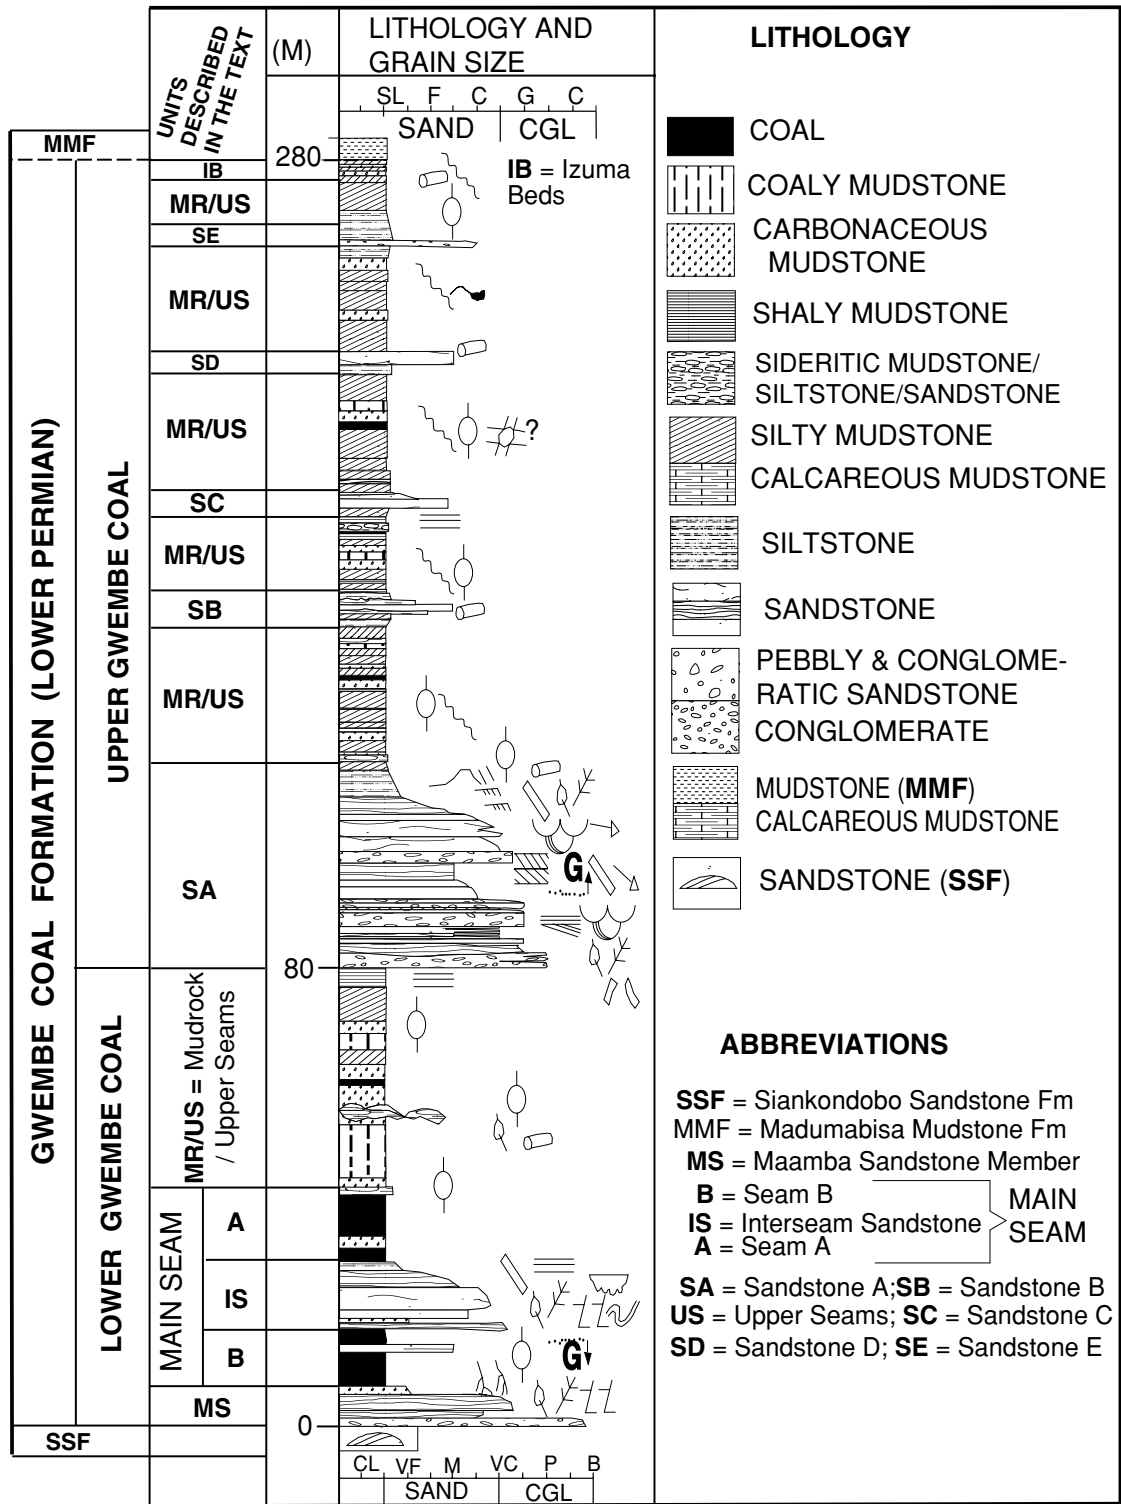 UNITS
DESCRIBED
IN THE TEXT
(M)
LITHOLOGY AND
GRAIN SIZE
SL F C G C
SAND CGL
MMF
280
IB
IB = Izuma
Beds
MR/US
SE
MR/US
SD
MR/US
?
SC
MR/US
SB
MR/US
SA
G
80
MR/US = Mudrock
/ Upper Seams
MAIN SEAM
A
IS
B
G
MS
0
SSF
CL VF M VC P B
SAND CGL
GWEMBE COAL FORMATION (LOWER PERMIAN)
UPPER GWEMBE COAL
LOWER GWEMBE COAL
LITHOLOGY
COAL
COALY MUDSTONE
CARBONACEOUS
MUDSTONE
SHALY MUDSTONE
SIDERITIC MUDSTONE/
SILTSTONE/SANDSTONE
SILTY MUDSTONE
CALCAREOUS MUDSTONE
SILTSTONE
SANDSTONE
PEBBLY & CONGLOME-
RATIC SANDSTONE
CONGLOMERATE
MUDSTONE (MMF)
CALCAREOUS MUDSTONE
SANDSTONE (SSF)
ABBREVIATIONS
SSF = Siankondobo Sandstone Fm
MMF = Madumabisa Mudstone Fm
MS = Maamba Sandstone Member
B = Seam B
IS = Interseam Sandstone
A = Seam A
MAIN
SEAM
SA = Sandstone A;SB = Sandstone B
US = Upper Seams; SC = Sandstone C
SD = Sandstone D; SE = Sandstone E